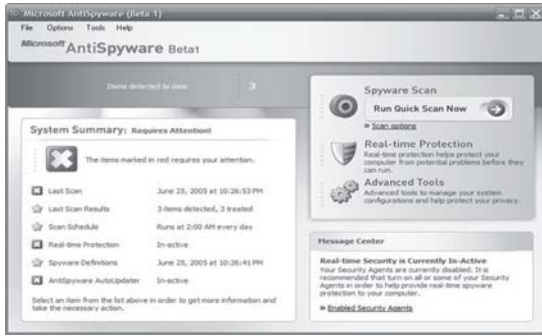 Microsoft AntiSpyware (Beta 1)
File Options Tools Help
Microsoft AntiSpyware Beta1
Items detected to date 3
System Summary: Requires Attention!
The items marked in red requires your attention.
Last Scan June 25, 2005 at 10:26:53 PM
Last Scan Results 3 items detected, 3 treated
Scan Schedule Runs at 2:00 AM every day
Real-time Protection In-active
Spyware Definitions June 25, 2005 at 10:26:41 PM
AntiSpyware AutoUpdater In-active
Select an item from the list above in order to get more information and
take the necessary action.
Spyware Scan
Run Quick Scan Now
» Scan options
Real-time Protection
Real-time protection helps protect your
computer from potential problems before they
can run.
Advanced Tools
Advanced tools to manage your system
configurations and help protect your privacy.
Message Center
Real-time Security is Currently In-Active
Your Security Agents are currently disabled. It is
recommended that turn on all or some of your Security
Agents in order to help provide real-time spyware
protection to your computer.
» Enabled Security Agents